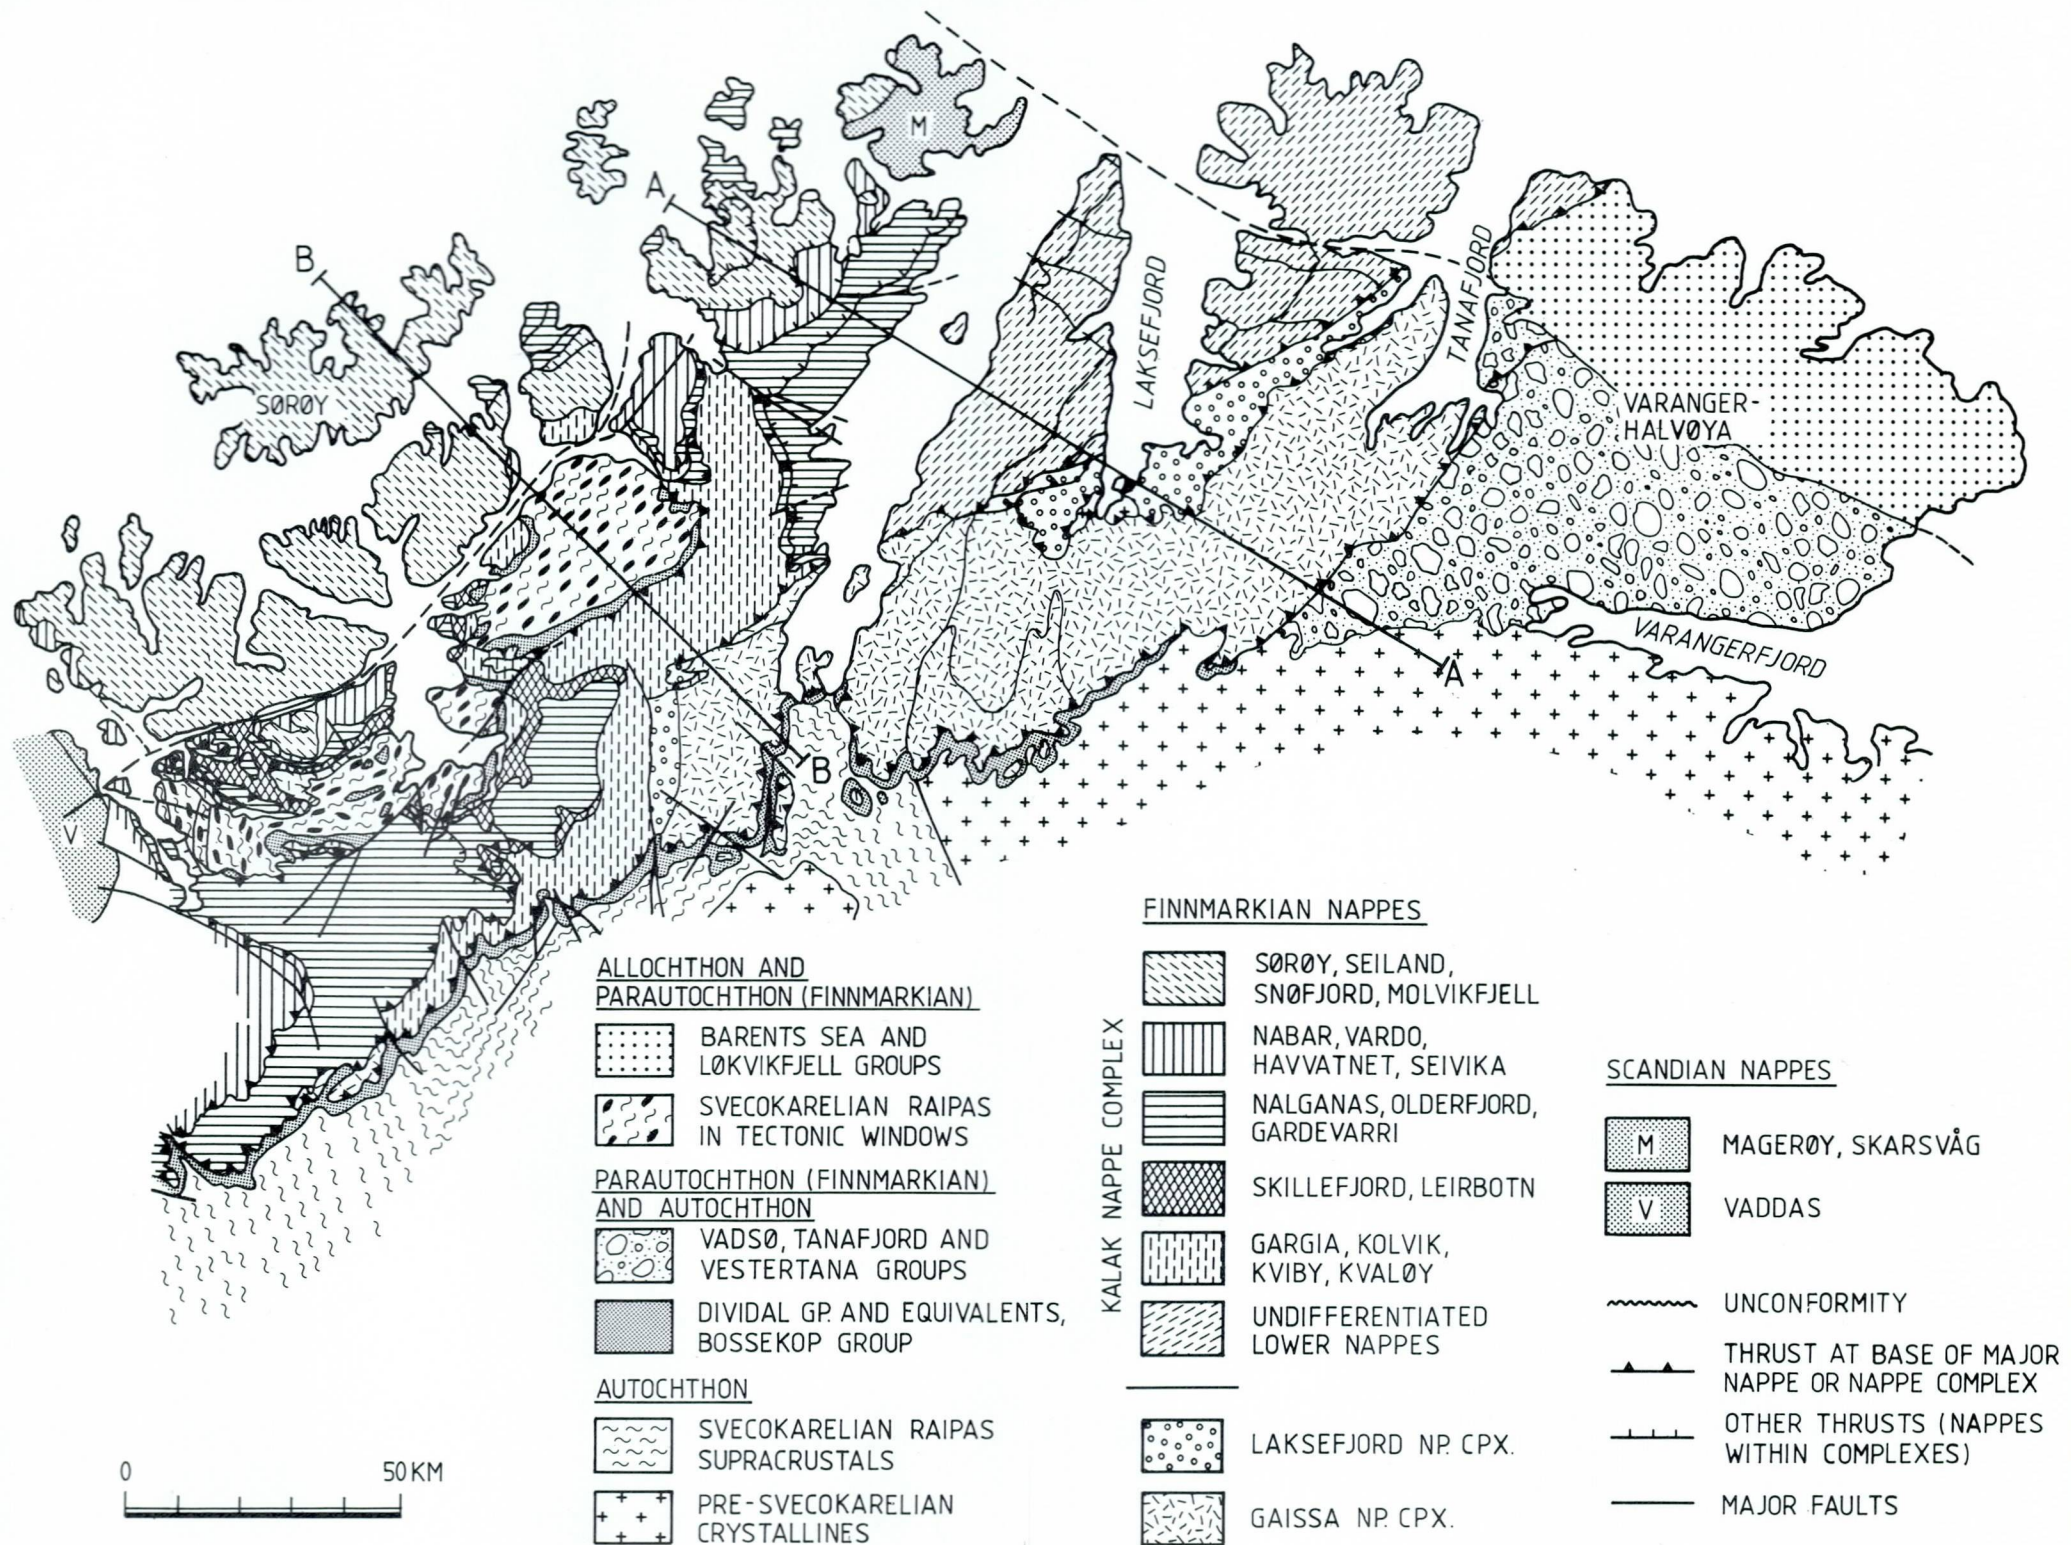 M
A
B
SØRØY
LAKSEFJORD
TANAFJORD
VARANGER-
HALVØYA
VARANGERFJORD
A
B
V
ALLOCHTHON AND
PARAUTOCHTHON (FINNMARKIAN)
BARENTS SEA AND
LØKVIKFJELL GROUPS
SVECOKARELIAN RAIPAS
IN TECTONIC WINDOWS
PARAUTOCHTHON (FINNMARKIAN)
AND AUTOCHTHON
VADSØ, TANAFJORD AND
VESTERTANA GROUPS
DIVIDAL GP. AND EQUIVALENTS,
BOSSEKOP GROUP
AUTOCHTHON
SVECOKARELIAN RAIPAS
SUPRACRUSTALS
PRE-SVECOKARELIAN
CRYSTALLINES
0 50 KM
FINNMARKIAN NAPPES
KALAK NAPPE COMPLEX
SØRØY, SEILAND,
SNØFJORD, MOLVIKFJELL
NABAR, VARDO,
HAVVATNET, SEIVIKA
NALGANAS, OLDERFJORD,
GARDEVARRI
SKILLEFJORD, LEIRBOTN
GARGIA, KOLVIK,
KVIBY, KVALØY
UNDIFFERENTIATED
LOWER NAPPES
LAKSEFJORD NP. CPX.
GAISSA NP. CPX.
SCANDIAN NAPPES
M MAGERØY, SKARSVÅG
V VADDAS
UNCONFORMITY
THRUST AT BASE OF MAJOR
NAPPE OR NAPPE COMPLEX
OTHER THRUSTS (NAPPES
WITHIN COMPLEXES)
MAJOR FAULTS